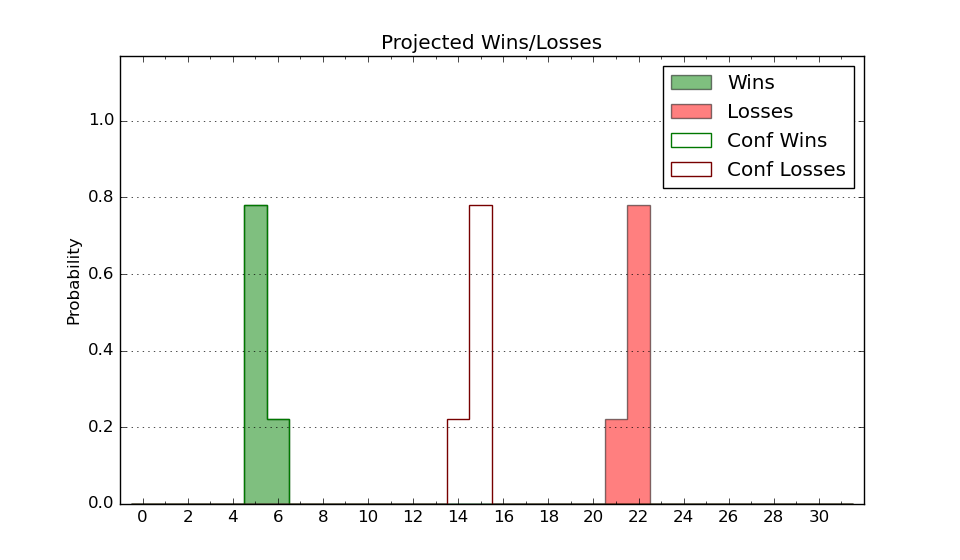 Projected Wins/Losses
Wins
Losses
Conf Wins
Conf Losses
Probability
1.0
0.8
0.6
0.4
0.2
0.0
0 2 4 6 8 10 12 14 16 18 20 22 24 26 28 30